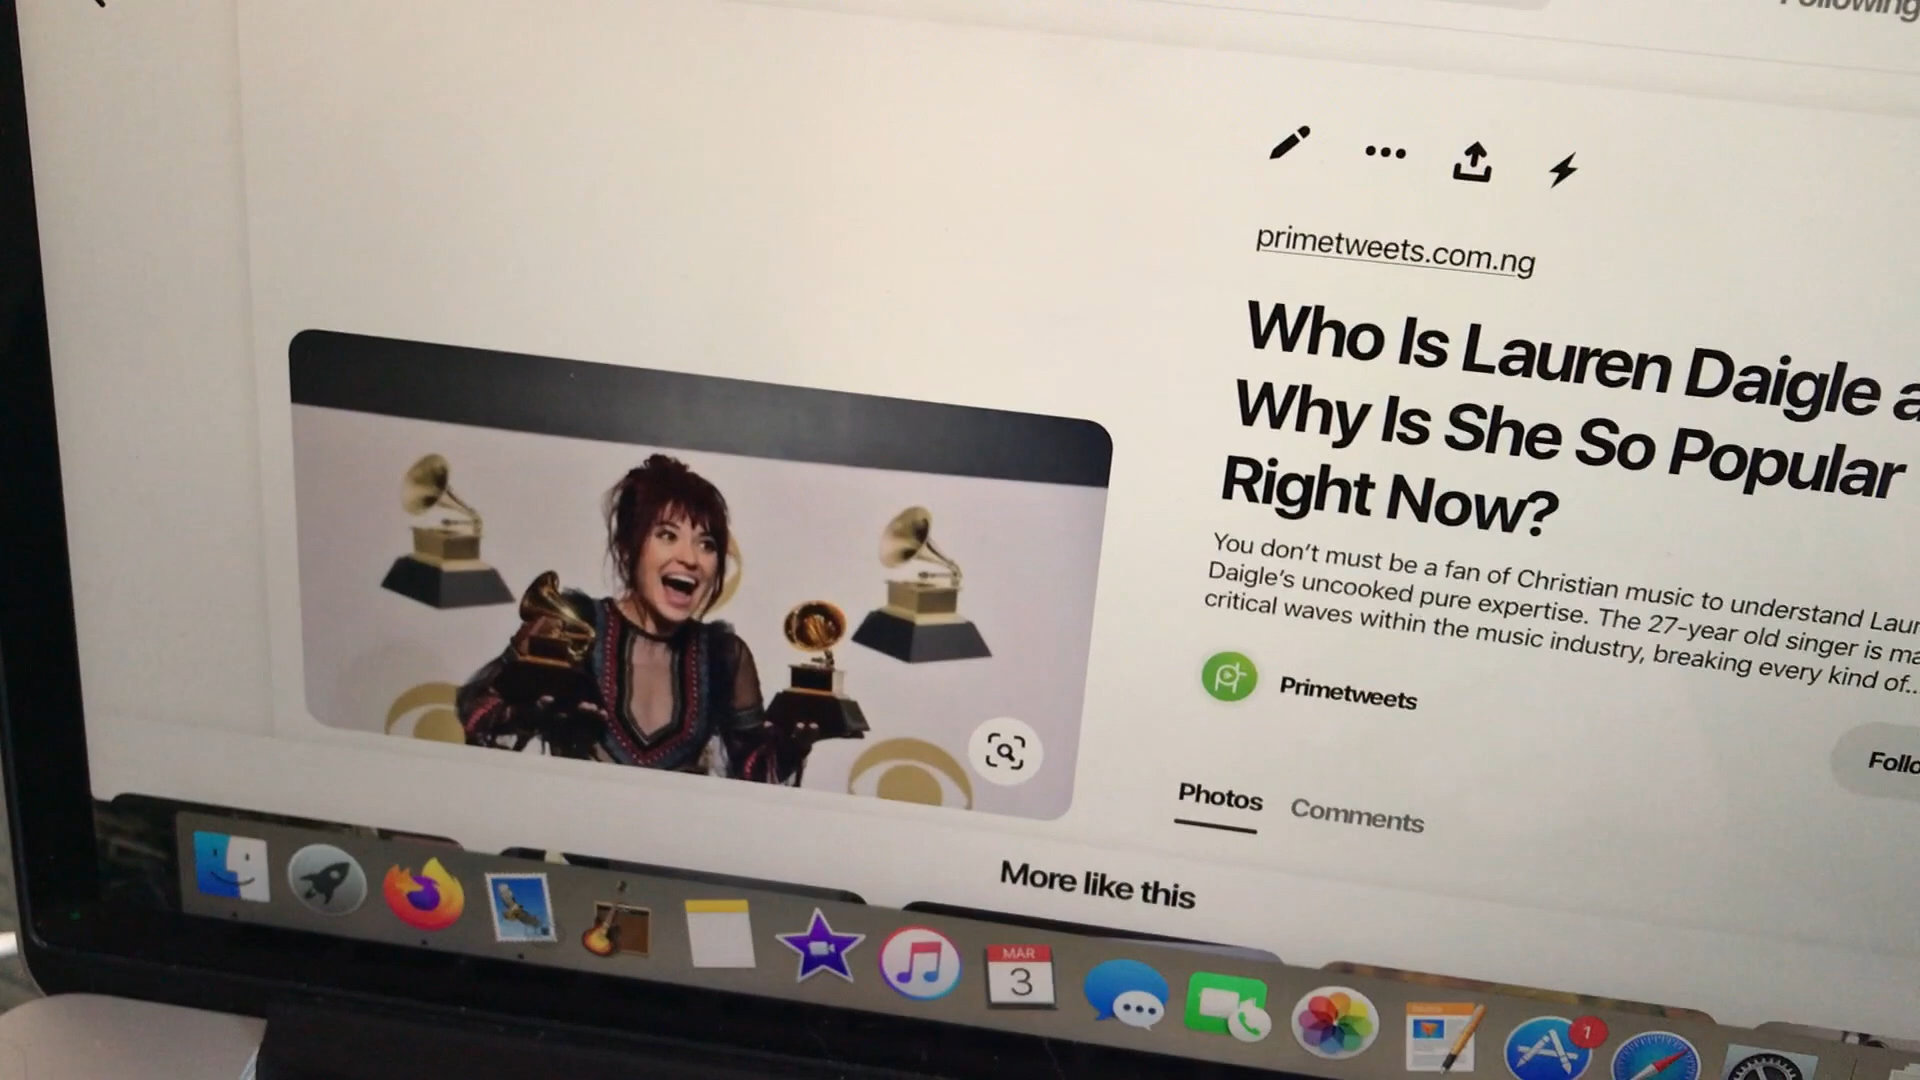 Following
primetweets.com.ng
Who Is Lauren Daigle a
Why Is She So Popular
Right Now?
You don't must be a fan of Christian music to understand Laur
Daigle's uncooked pure expertise. The 27-year old singer is ma
critical waves within the music industry, breaking every kind of...
Primetweets
Follo
Photos
Comments
More like this
MAR
3
1